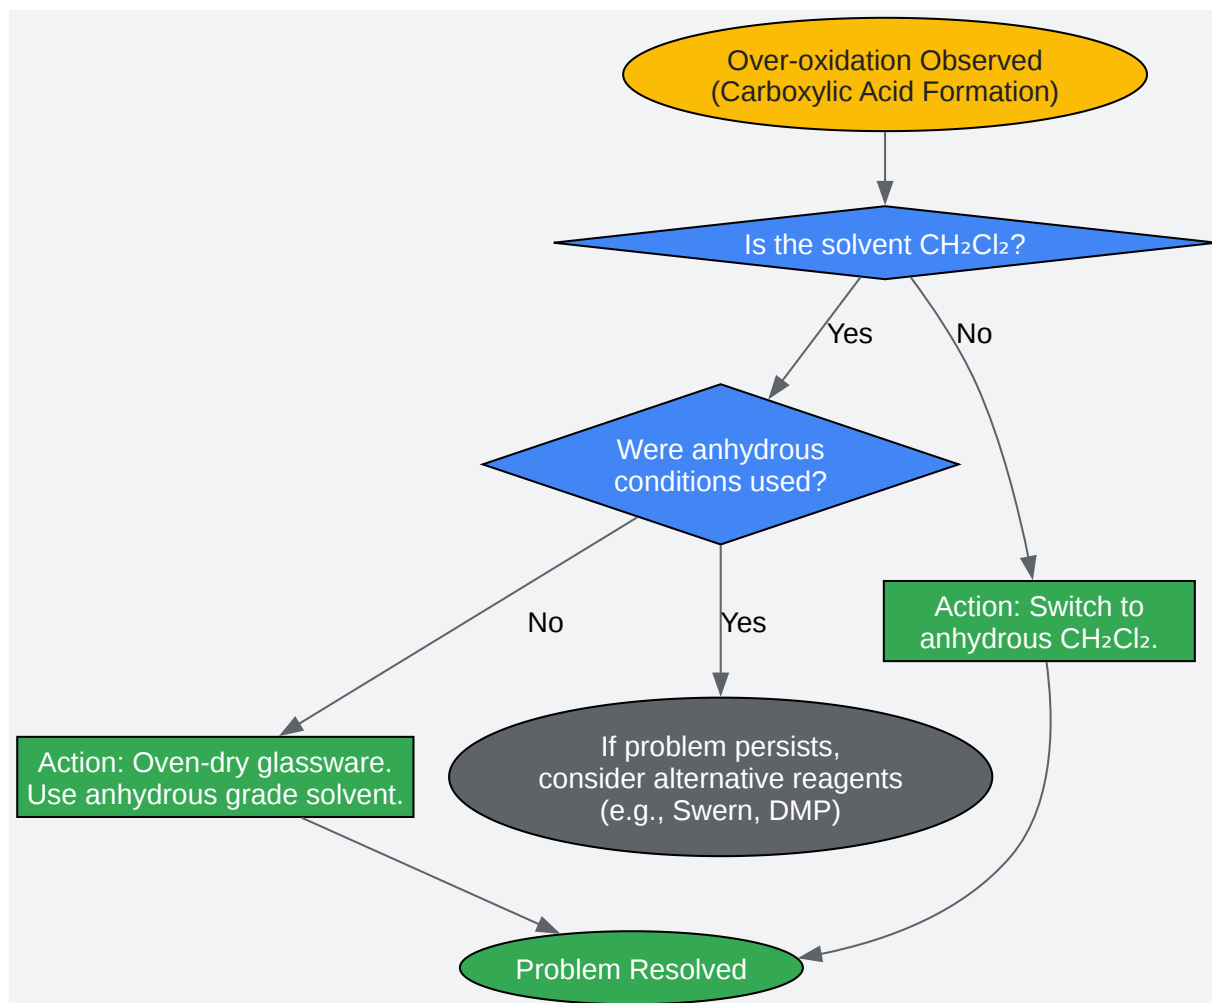 Over-oxidation Observed
(Carboxylic Acid Formation)
Is the solvent CH₂Cl₂?
Yes
No
Were anhydrous
conditions used?
No
Yes
Action: Switch to
anhydrous CH₂Cl₂.
Action: Oven-dry glassware.
Use anhydrous grade solvent.
If problem persists,
consider alternative reagents
(e.g., Swern, DMP)
Problem Resolved